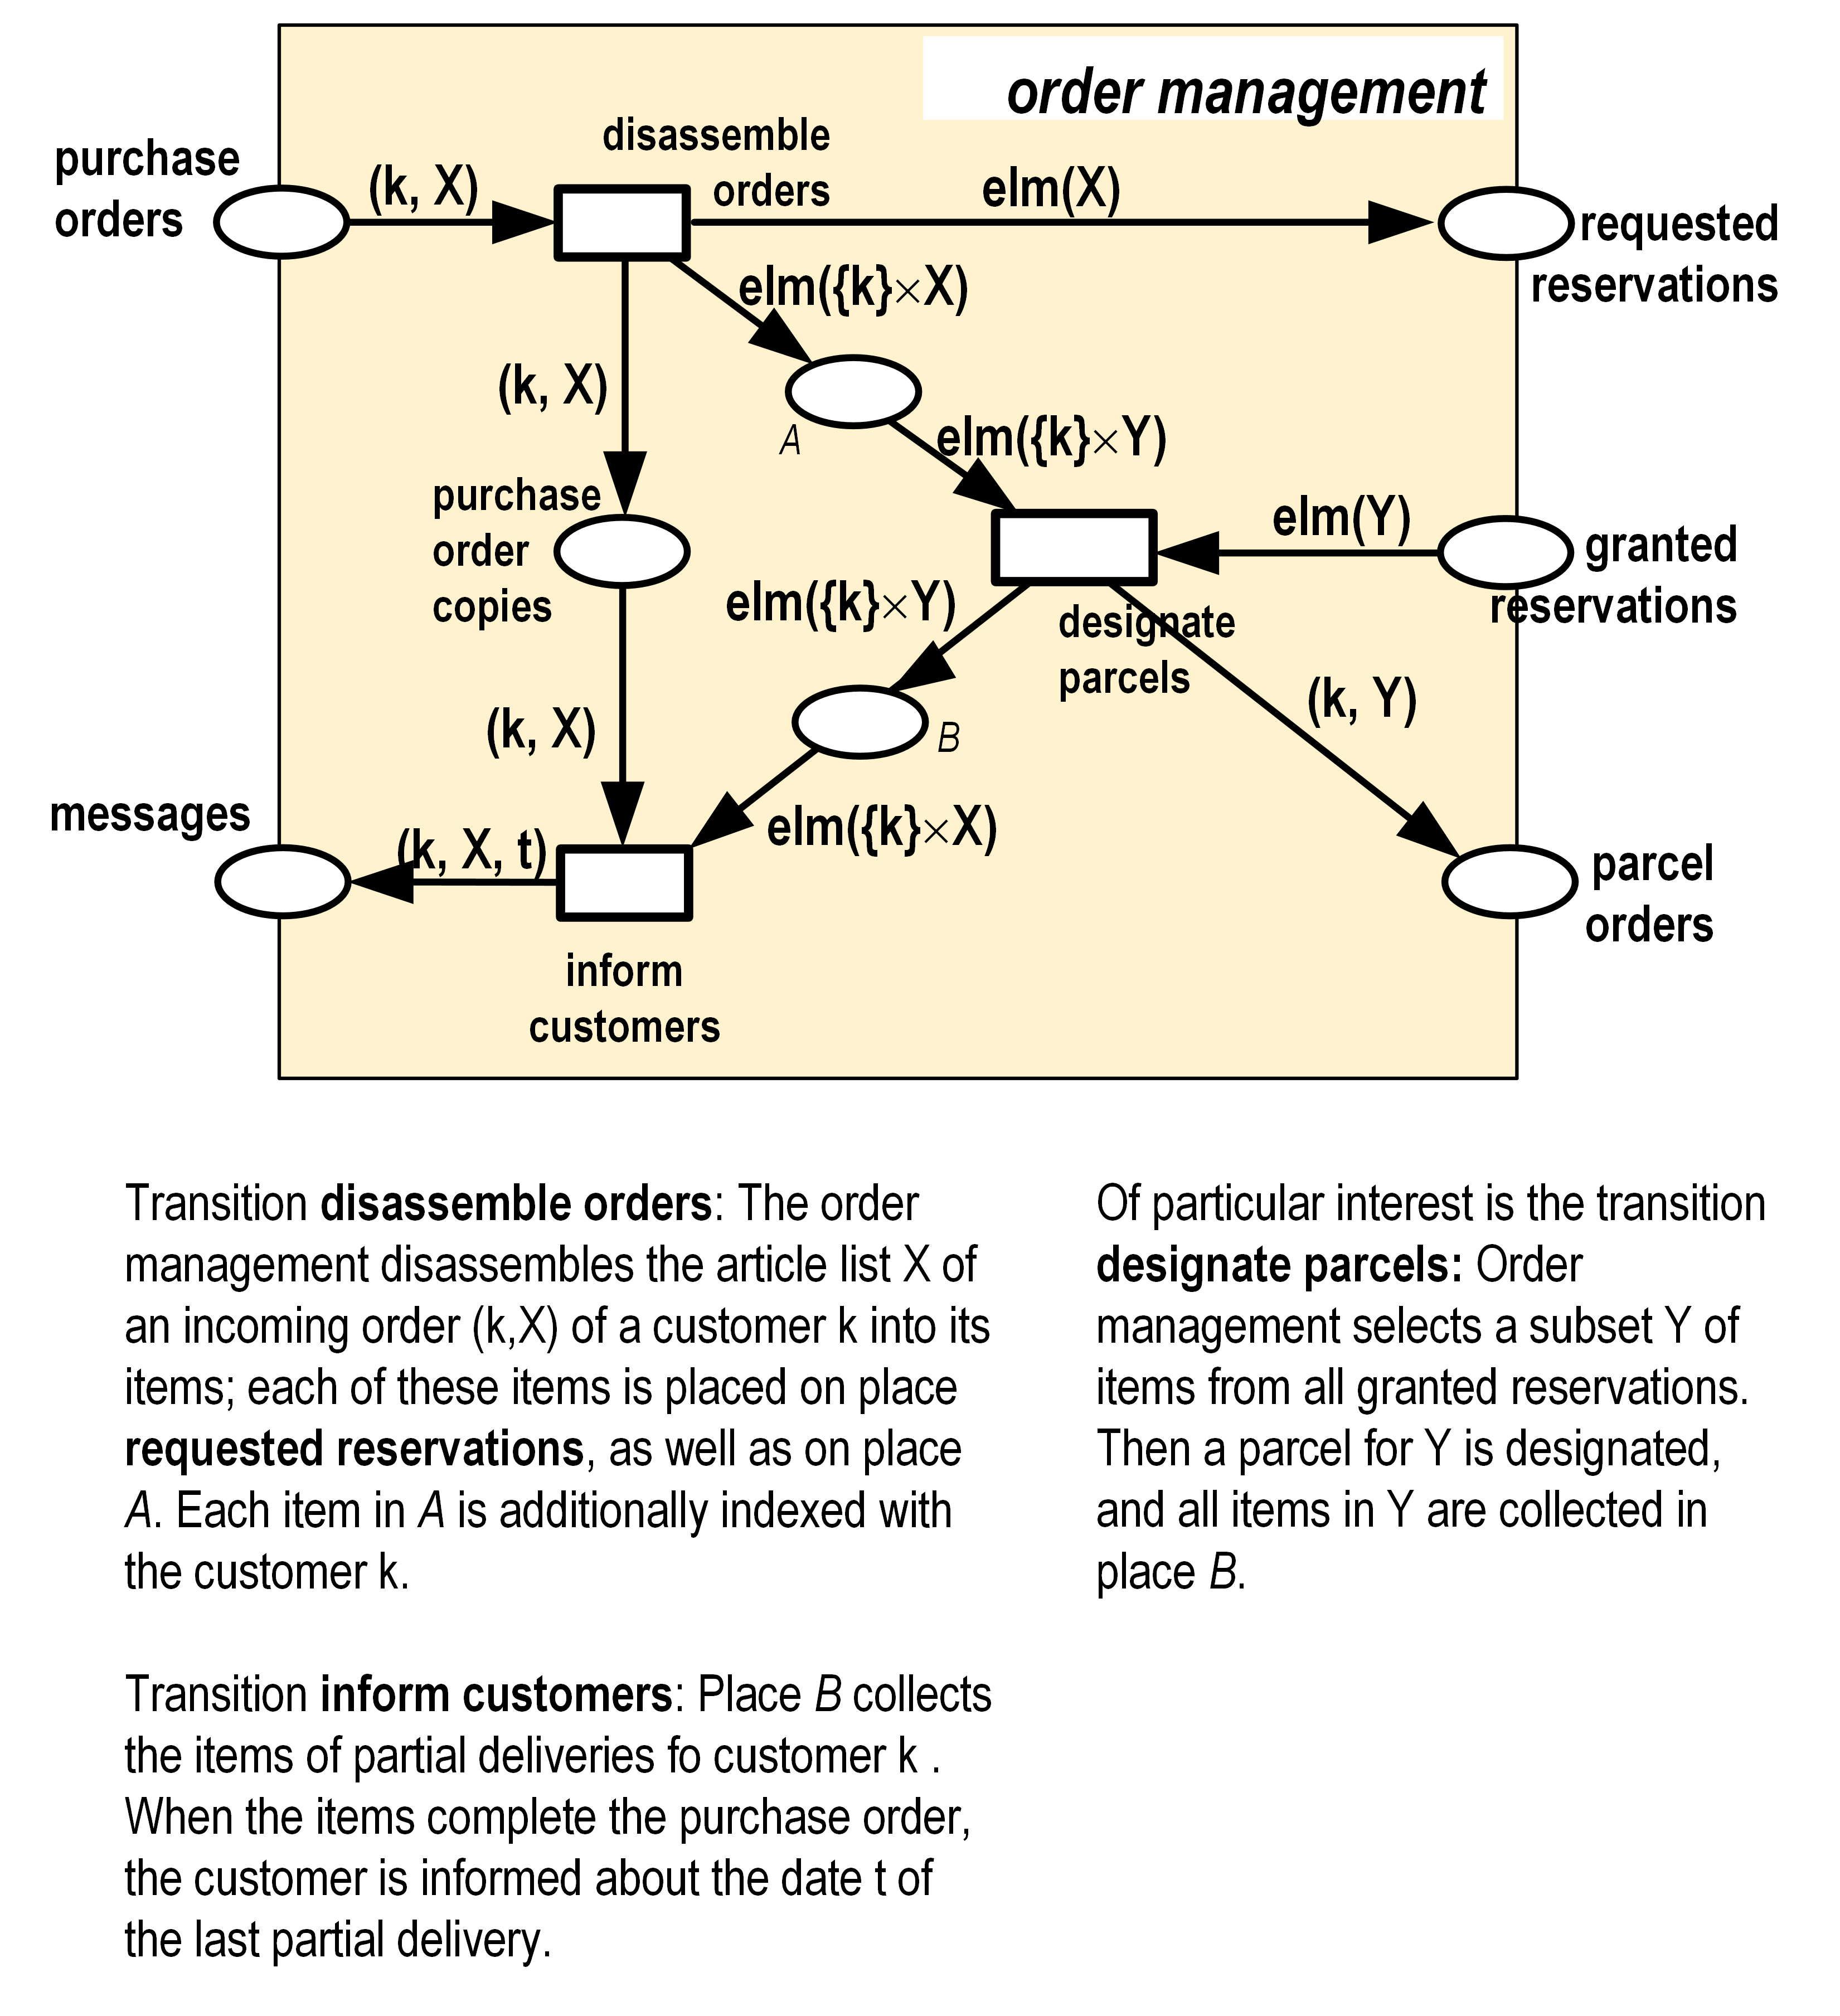 order management
purchase
orders
(k, X)
disassemble
orders
elm(X)
requested
reservations
elm({k}×X)
(k, X)
A
elm({k}×Y)
purchase
order
copies
elm(Y)
granted
reservations
elm({k}×Y)
designate
parcels
(k, Y)
(k, X)
B
messages
(k, X, t)
elm({k}×X)
parcel
orders
inform
customers
Transition disassemble orders: The order
management disassembles the article list X of
an incoming order (k,X) of a customer k into its
items; each of these items is placed on place
requested reservations, as well as on place
A. Each item in A is additionally indexed with
the customer k.
Transition inform customers: Place B collects
the items of partial deliveries fo customer k .
When the items complete the purchase order,
the customer is informed about the date t of
the last partial delivery.
Of particular interest is the transition
designate parcels: Order
management selects a subset Y of
items from all granted reservations.
Then a parcel for Y is designated,
and all items in Y are collected in
place B.